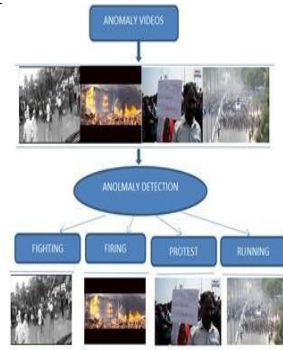 ANOMALY VIDEOS
ANOLMALY DETECTION
FIGHTING
FIRING
PROTEST
RUNNING